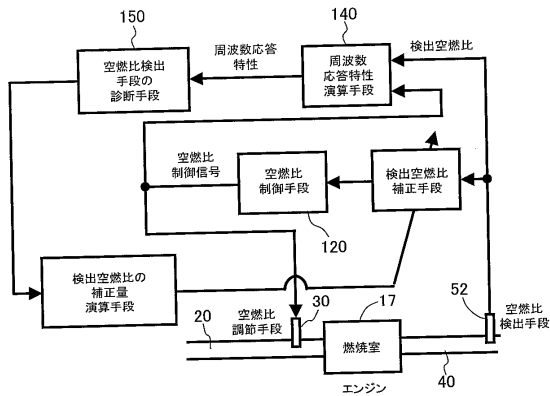 150
空燃比検出
手段の
診断手段
周波数応答
特性
140
周波数
応答特性
演算手段
検出空燃比
空燃比
制御信号
空燃比
制御手段
120
検出空燃比
補正手段
検出空燃比の
補正量
演算手段
空燃比
調節手段
20
30
17
燃焼室
エンジン
52
空燃比
検出手段
40